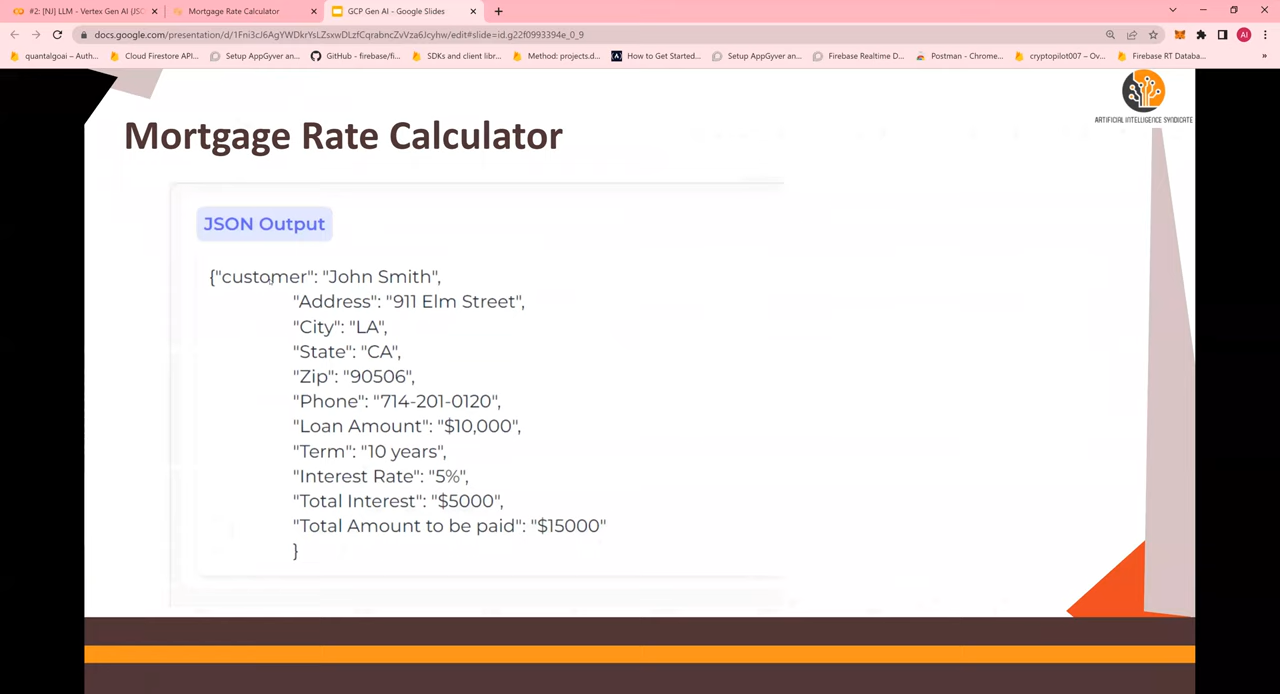 #2: [NJ] LLM - Vertex Gen AI (JSC
Mortgage Rate Calculator
GCP Gen AI - Google Slides
docs.google.com/presentation/d/1Fni3cJ6AgYWDkrYsLZsxwDLzfCqrabncZvVza6Jcyhw/edit#slide=id.g22f0993394e_0_9
AI
quantalgoai – Auth...
Cloud Firestore API...
Setup AppGyver an...
GitHub - firebase/fi...
SDKs and client libr...
Method: projects.d...
How to Get Started...
Setup AppGyver an...
Firebase Realtime D...
Postman - Chrome...
cryptopilot007 – Ov...
Firebase RT Databa...
Mortgage Rate Calculator
ARTIFICIAL INTELLIGENCE SYNDICATE
JSON Output
{"customer": "John Smith",
"Address": "911 Elm Street",
"City": "LA",
"State": "CA",
"Zip": "90506",
"Phone": "714-201-0120",
"Loan Amount": "$10,000",
"Term": "10 years",
"Interest Rate": "5%",
"Total Interest": "$5000",
"Total Amount to be paid": "$15000"
}